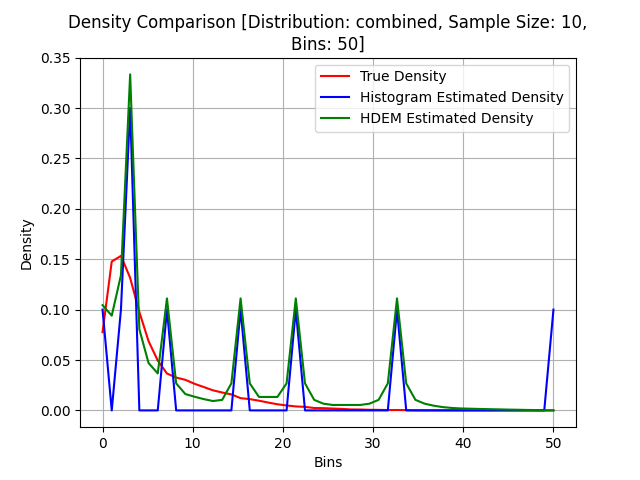 Density Comparison [Distribution: combined, Sample Size: 10,
Bins: 50]
True Density
Histogram Estimated Density
HDEM Estimated Density
Density
0.35
0.30
0.25
0.20
0.15
0.10
0.05
0.00
0 10 20 30 40 50
Bins